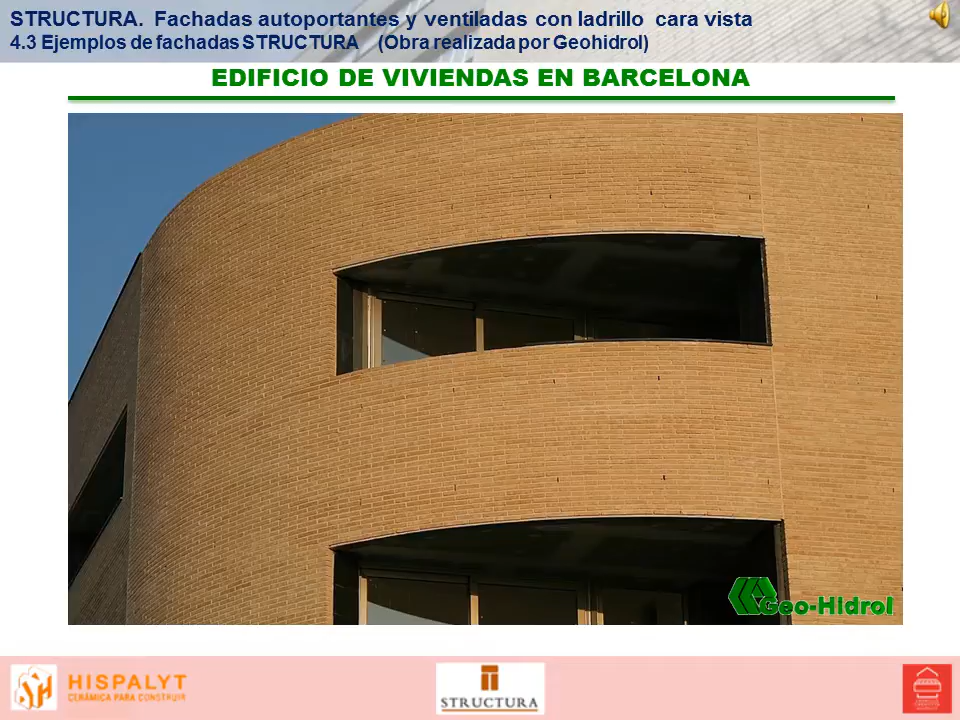 STRUCTURA. Fachadas autoportantes y ventiladas con ladrillo cara vista
4.3 Ejemplos de fachadas STRUCTURA (Obra realizada por Geohidrol)
EDIFICIO DE VIVIENDAS EN BARCELONA
Geo-Hidrol
HISPALYT
CERÁMICA PARA CONSTRUIR
STRUCTURA